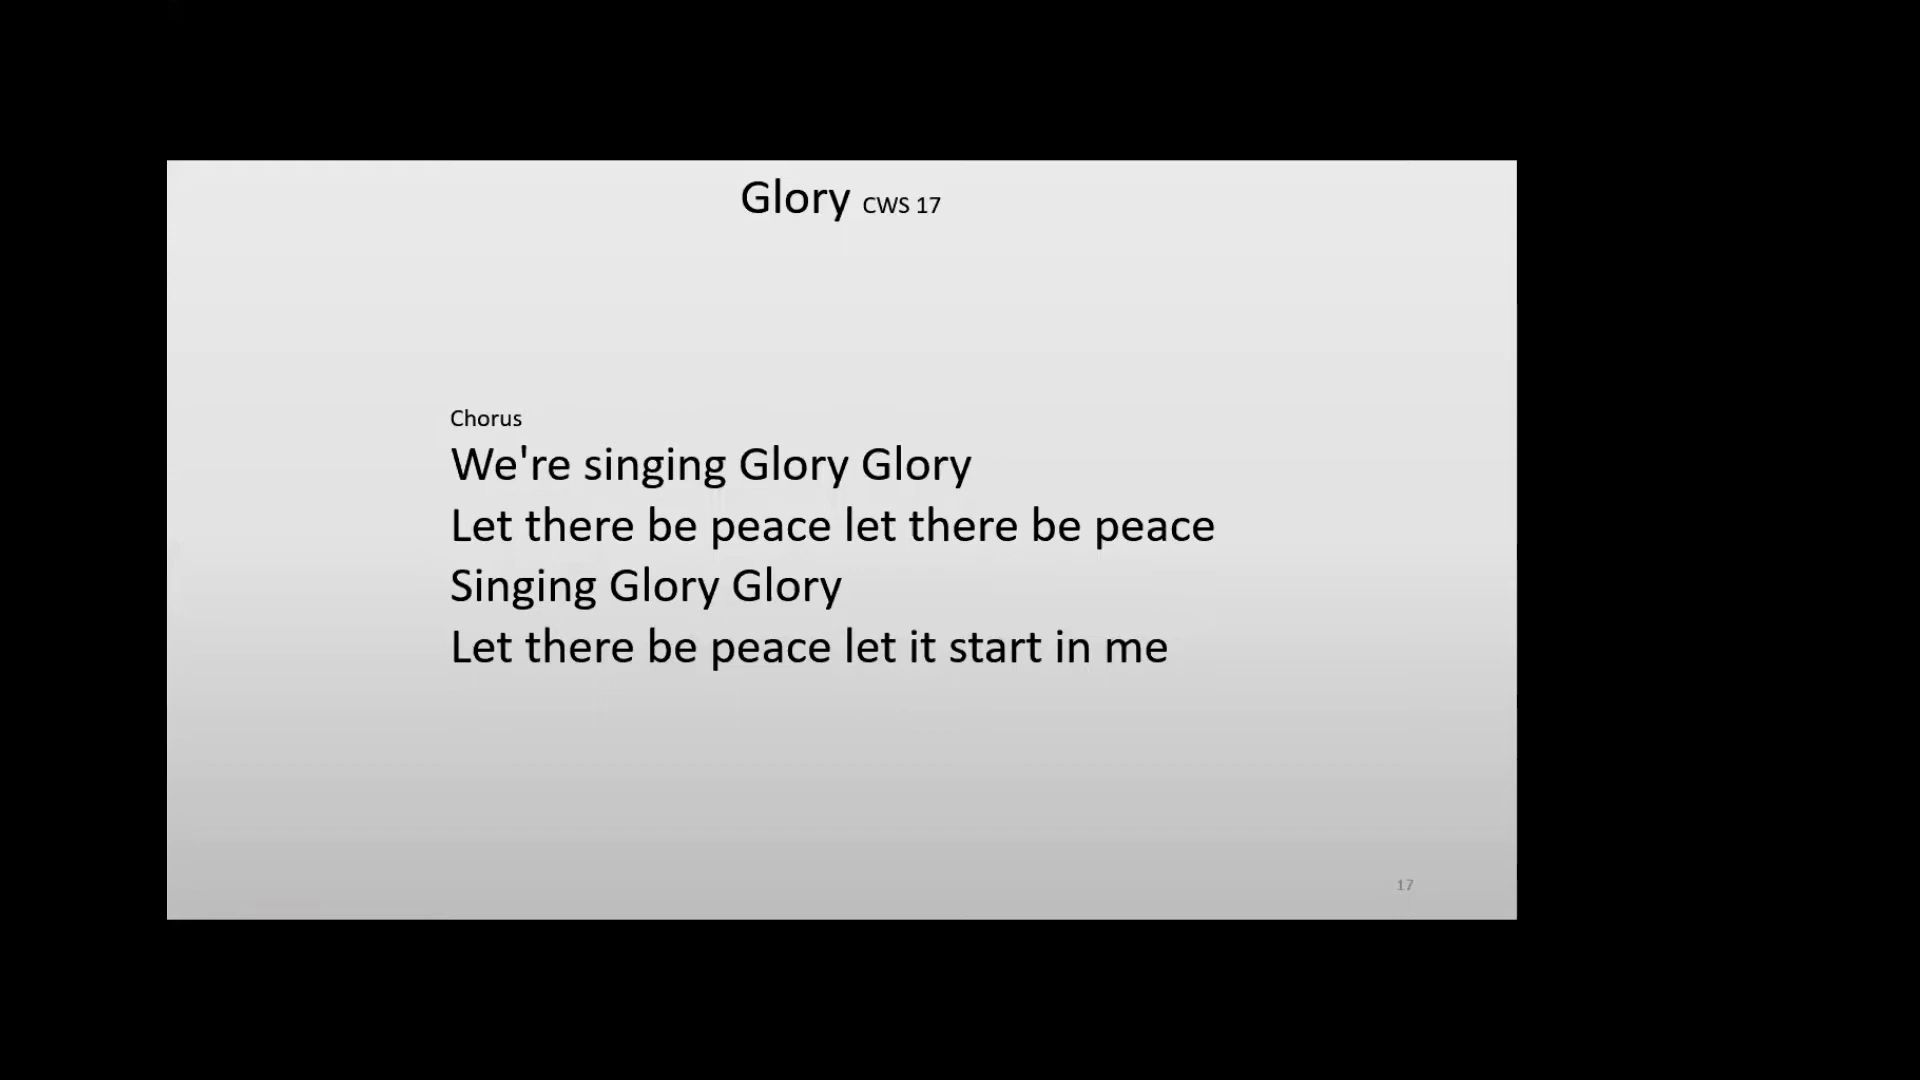 Glory CWS 17
Chorus
We're singing Glory Glory
Let there be peace let there be peace
Singing Glory Glory
Let there be peace let it start in me
17